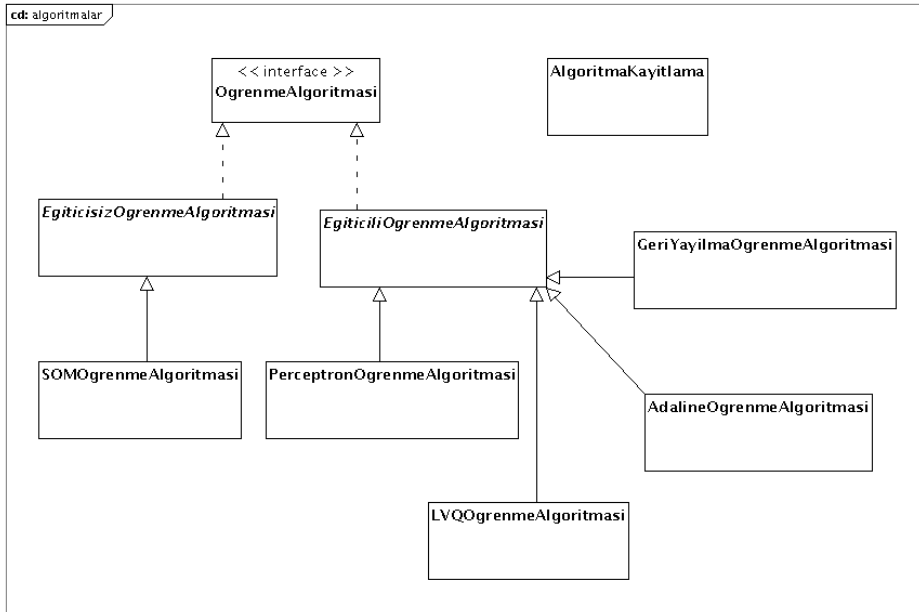 cd: algoritmalar
<< interface >>
OgrenmeAlgoritmasi
AlgoritmaKayitlama
EgiticisizOgrenmeAlgoritmasi
EgiticiliOgrenmeAlgoritmasi
GeriYayilmaOgrenmeAlgoritmasi
SOMOgrenmeAlgoritmasi
PerceptronOgrenmeAlgoritmasi
AdalineOgrenmeAlgoritmasi
LVQOgrenmeAlgoritmasi